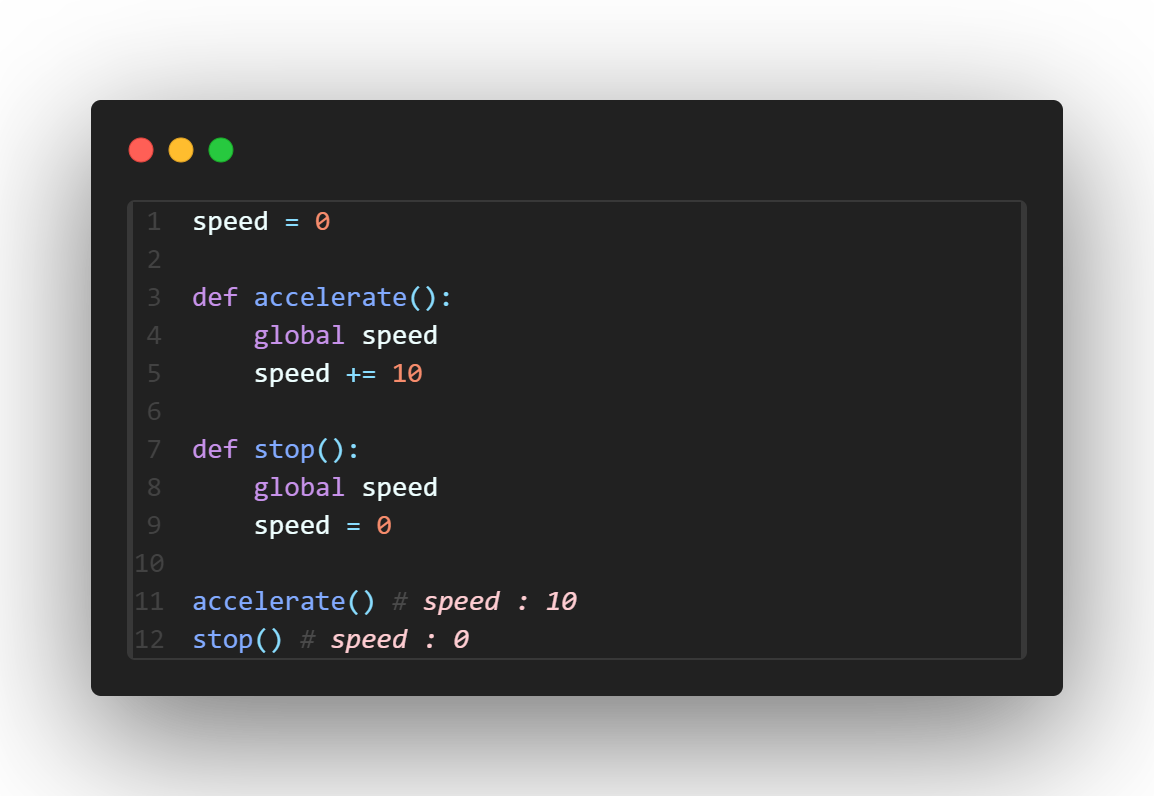 1 speed = 0
2
3 def accelerate():
4     global speed
5     speed += 10
6
7 def stop():
8     global speed
9     speed = 0
10
11 accelerate() # speed : 10
12 stop() # speed : 0